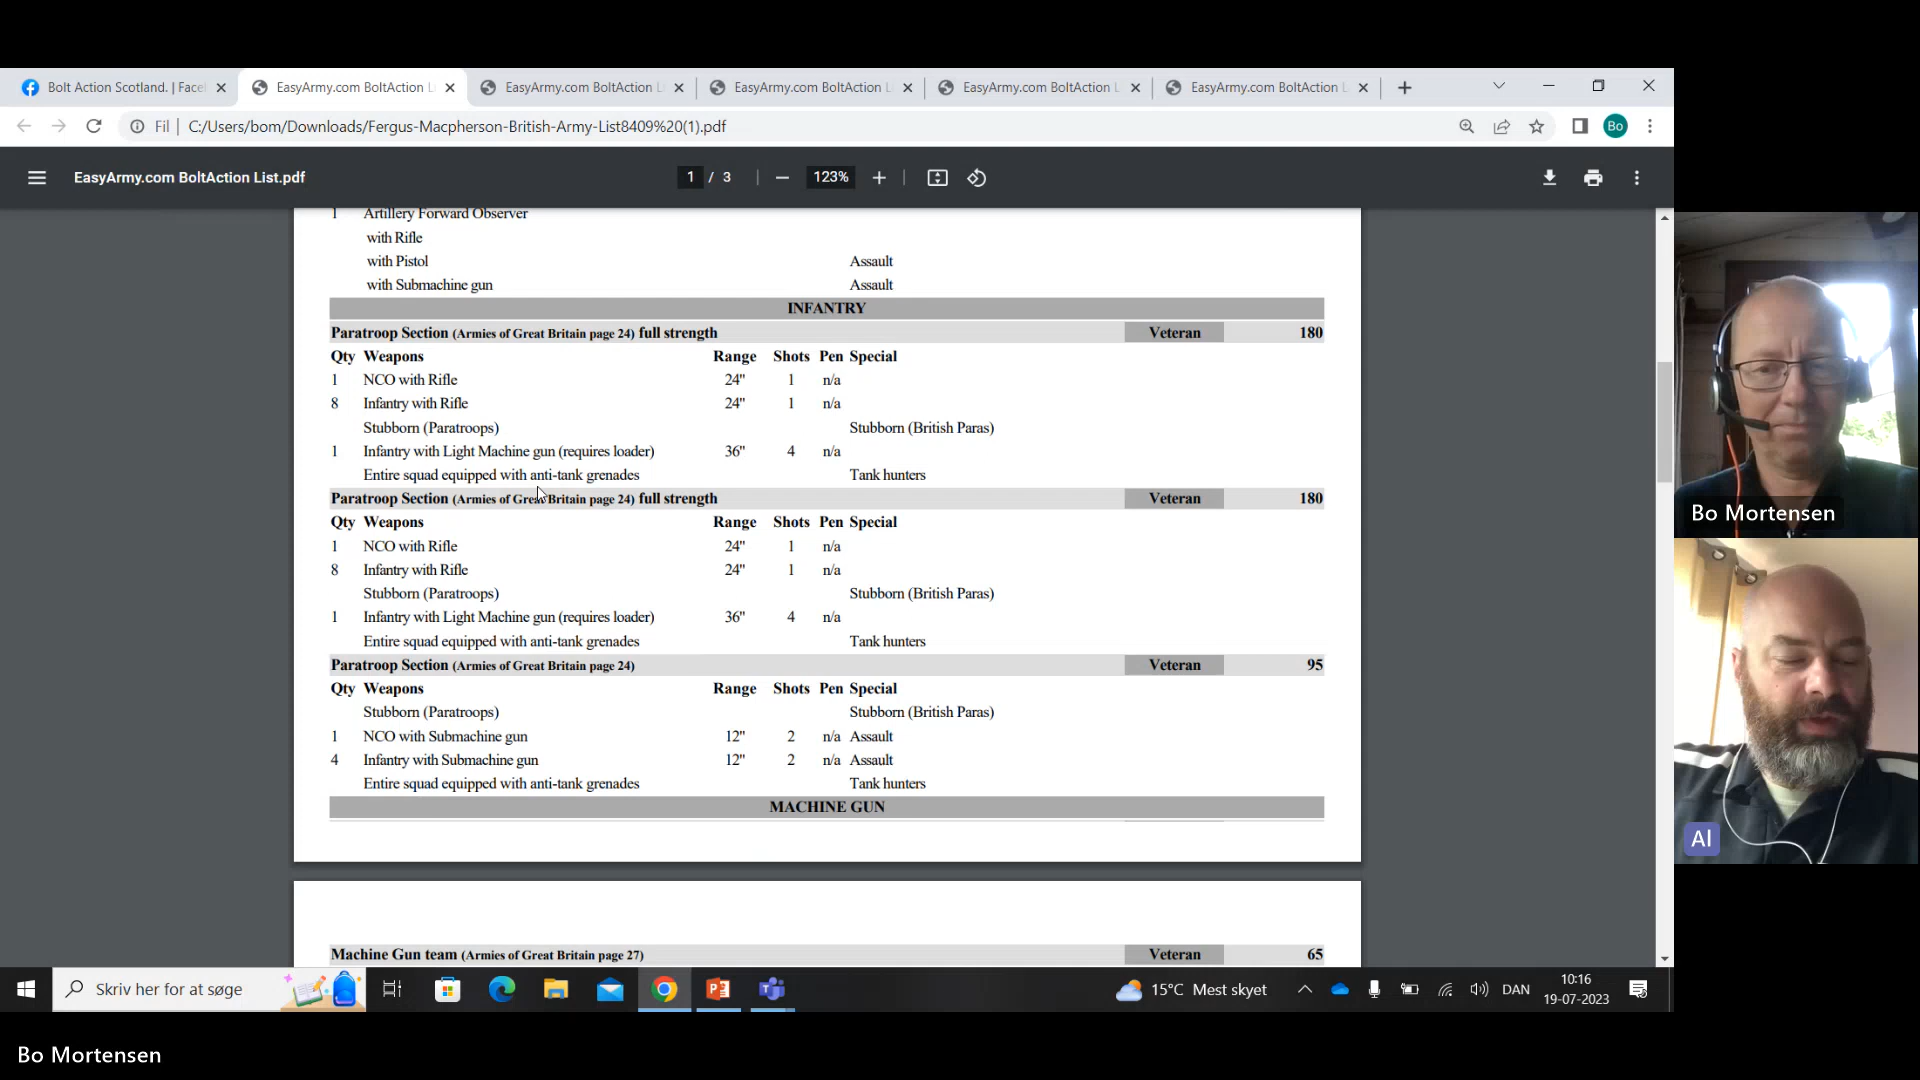 Bolt Action Scotland. | Face
EasyArmy.com BoltAction L
EasyArmy.com BoltAction L
EasyArmy.com BoltAction L
EasyArmy.com BoltAction L
EasyArmy.com BoltAction L
Fil | C:/Users/bom/Downloads/Fergus-Macpherson-British-Army-List8409%20(1).pdf
Bo
EasyArmy.com BoltAction List.pdf
1 / 3
123%
1 Artillery Forward Observer
with Rifle
with Pistol Assault
with Submachine gun Assault
INFANTRY
Paratroop Section (Armies of Great Britain page 24) full strength Veteran 180
Qty Weapons Range Shots Pen Special
1 NCO with Rifle 24" 1 n/a
8 Infantry with Rifle 24" 1 n/a
Stubborn (Paratroops) Stubborn (British Paras)
1 Infantry with Light Machine gun (requires loader) 36" 4 n/a
Entire squad equipped with anti-tank grenades Tank hunters
Paratroop Section (Armies of Great Britain page 24) full strength Veteran 180
Qty Weapons Range Shots Pen Special
1 NCO with Rifle 24" 1 n/a
8 Infantry with Rifle 24" 1 n/a
Stubborn (Paratroops) Stubborn (British Paras)
1 Infantry with Light Machine gun (requires loader) 36" 4 n/a
Entire squad equipped with anti-tank grenades Tank hunters
Paratroop Section (Armies of Great Britain page 24) Veteran 95
Qty Weapons Range Shots Pen Special
Stubborn (Paratroops) Stubborn (British Paras)
1 NCO with Submachine gun 12" 2 n/a Assault
4 Infantry with Submachine gun 12" 2 n/a Assault
Entire squad equipped with anti-tank grenades Tank hunters
MACHINE GUN
Machine Gun team (Armies of Great Britain page 27) Veteran 65
Bo Mortensen
Al
Skriv her for at søge
15°C Mest skyet
DAN
10:16
19-07-2023
Bo Mortensen